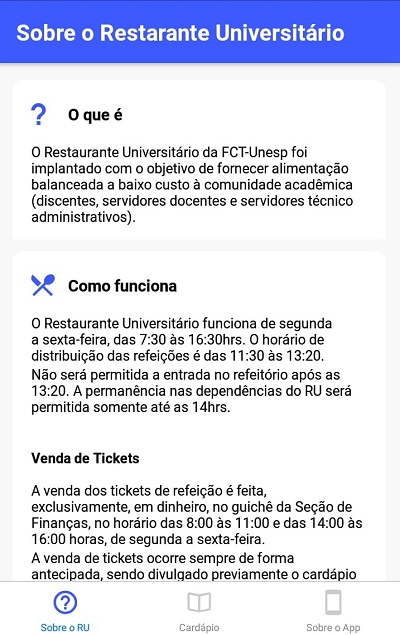 Sobre o Restarante Universitário
O que é
O Restaurante Universitário da FCT-Unesp foi
implantado com o objetivo de fornecer alimentação
balanceada a baixo custo à comunidade acadêmica
(discentes, servidores docentes e servidores técnico
administrativos).
Como funciona
O Restaurante Universitário funciona de segunda
a sexta-feira, das 7:30 às 16:30hrs. O horário de
distribuição das refeições é das 11:30 às 13:20.
Não será permitida a entrada no refeitório após as
13:20. A permanência nas dependências do RU será
permitida somente até as 14hrs.
Venda de Tickets
A venda dos tickets de refeição é feita,
exclusivamente, em dinheiro, no guichê da Seção de
Finanças, no horário das 8:00 às 11:00 e das 14:00 às
16:00 horas, de segunda a sexta-feira.
A venda de tickets ocorre sempre de forma
antecipada, sendo divulgado previamente o cardápio
Sobre o RU
Cardápio
Sobre o App